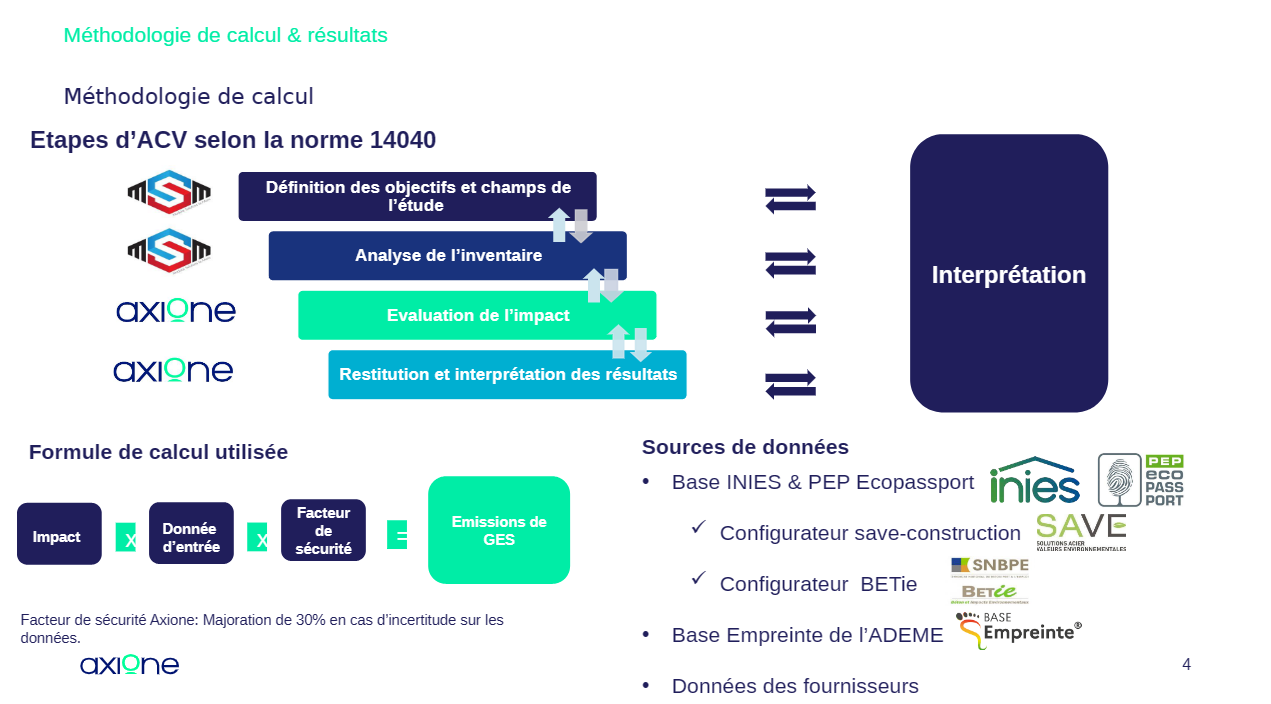 Méthodologie de calcul & résultats
Méthodologie de calcul
Etapes d’ACV selon la norme 14040
MSM
Définition des objectifs et champs de
l’étude
MSM
Analyse de l’inventaire
axione
Evaluation de l’impact
axione
Restitution et interprétation des résultats
Interprétation
Formule de calcul utilisée
Impact
X
Donnée
d’entrée
X
Facteur
de
sécurité
=
Emissions de
GES
Facteur de sécurité Axione: Majoration de 30% en cas d’incertitude sur les
données.
axione
Sources de données
• Base INIES & PEP Ecopassport
inies
PEP
eco
PASS
PORT
✓ Configurateur save-construction
SAVE
SOLUTIONS ACIER
VALEURS ENVIRONNEMENTALES
✓ Configurateur  BETie
SNBPE
BETie
• Base Empreinte de l’ADEME
BASE
Empreinte®
• Données des fournisseurs
4